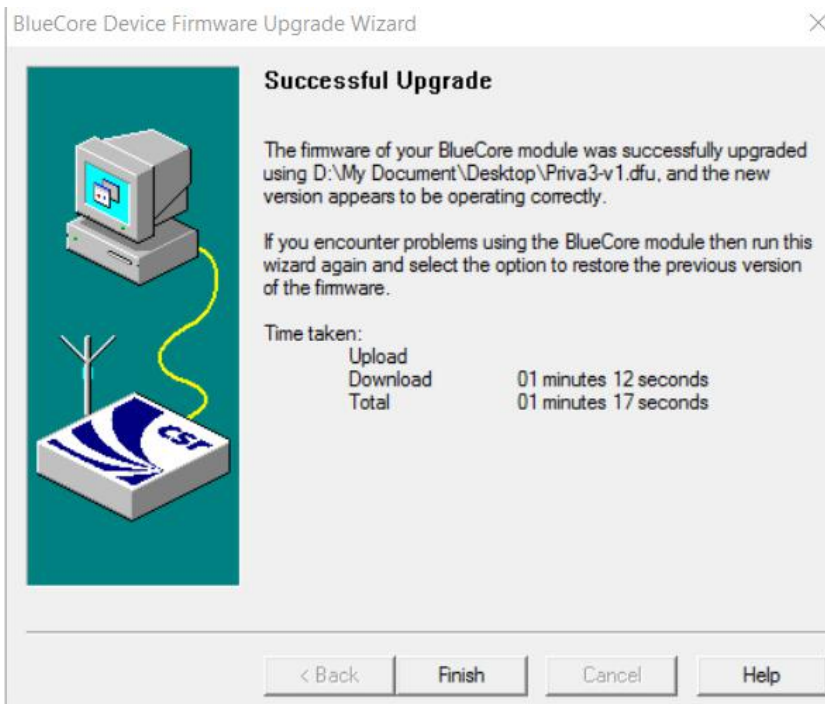 BlueCore Device Firmware Upgrade Wizard
Successful Upgrade
The firmware of your BlueCore module was successfully upgraded
using D:\My Document\Desktop\Priva3-v1.dfu, and the new
version appears to be operating correctly.
If you encounter problems using the BlueCore module then run this
wizard again and select the option to restore the previous version
of the firmware.
Time taken:
Upload
Download 01 minutes 12 seconds
Total 01 minutes 17 seconds
CSr
< Back Finish Cancel Help